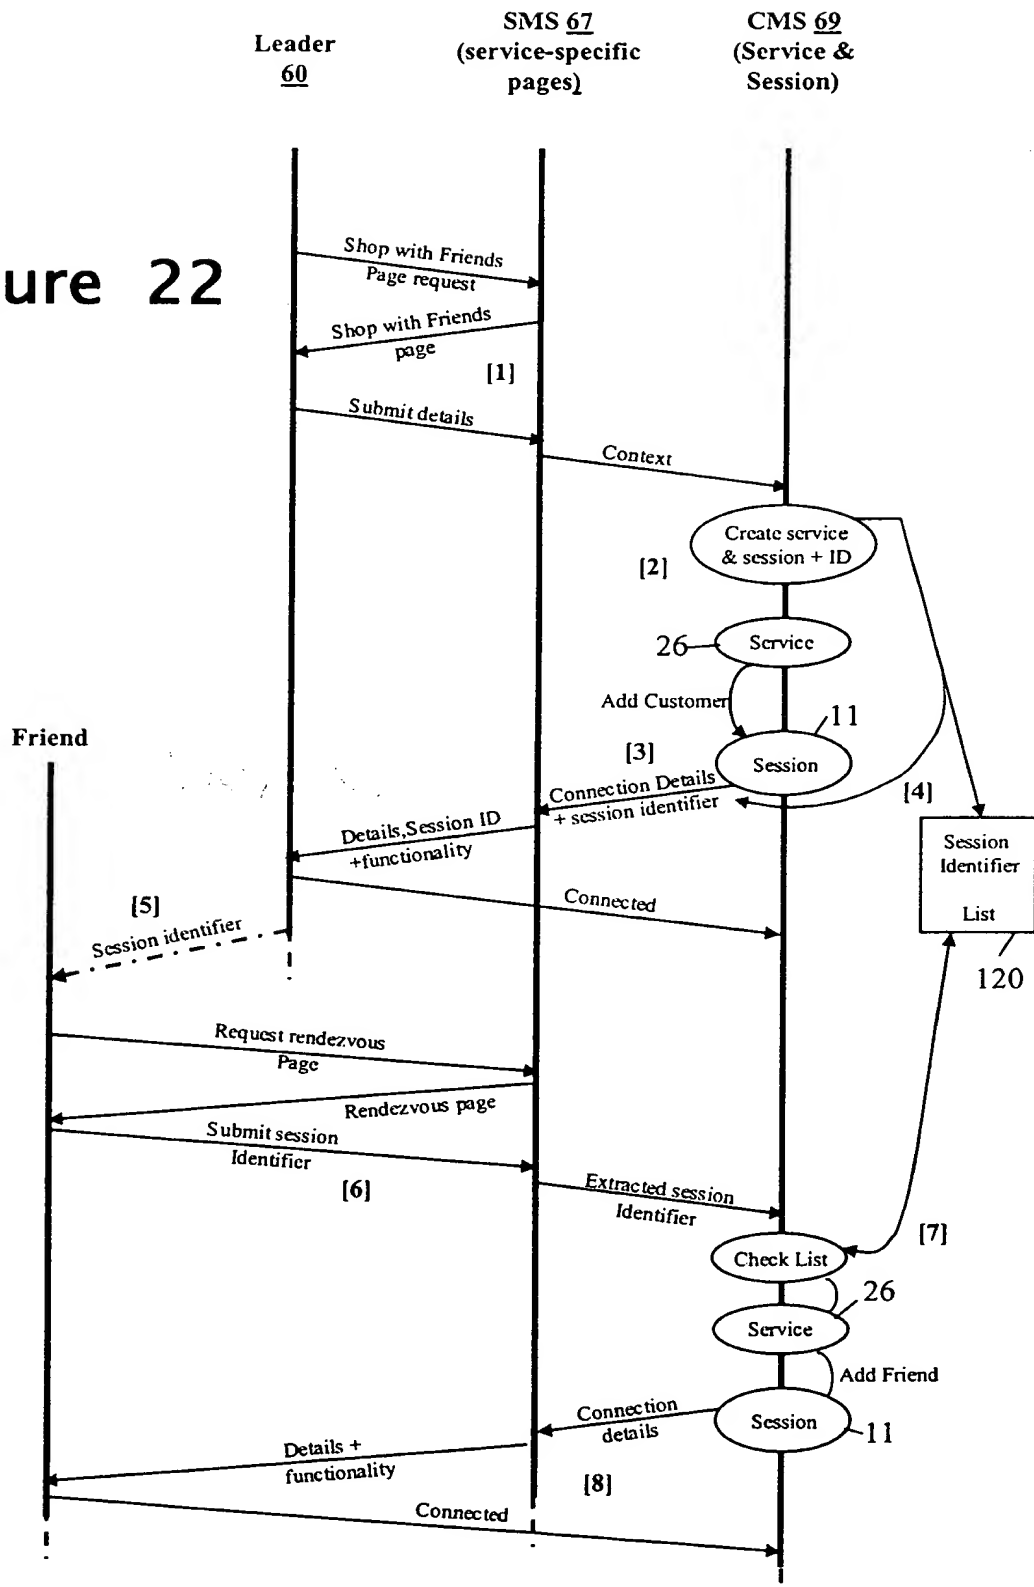 Leader
60
SMS 67
(service-specific
pages)
CMS 69
(Service &
Session)
ure 22
Shop with Friends
Page request
Shop with Friends
page
[1]
Submit details
Context
Create service
& session + ID
[2]
Service
26
Add Customer
11
Friend
[3]
Session
Connection Details
+ session identifier
[4]
Details,Session ID
+functionality
Session
Identifier
List
Connected
[5]
Session identifier
120
Request rendezvous
Page
Rendezvous page
Submit session
Identifier
[6]
Extracted session
Identifier
[7]
Check List
26
Service
Add Friend
Session
11
Connection
details
Details +
functionality
[8]
Connected